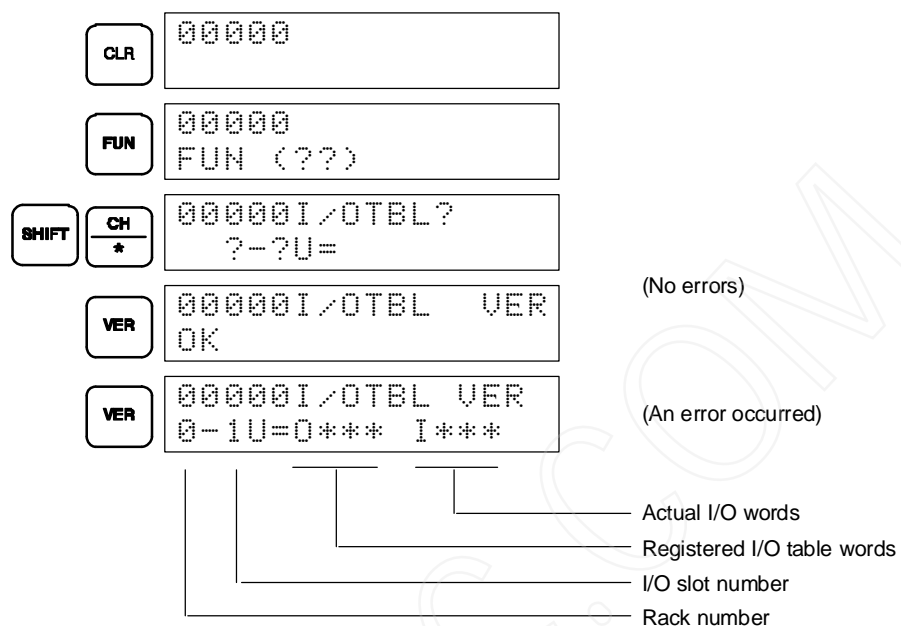 CLR
00000
FUN
00000
FUN (??)
SHIFT
CH
*
00000I/OTBL?
?-?U=
(No errors)
VER
00000I/OTBL VER
OK
VER
00000I/OTBL VER
0-1U=O*** I***
(An error occurred)
Actual I/O words
Registered I/O table words
I/O slot number
Rack number
C.COM